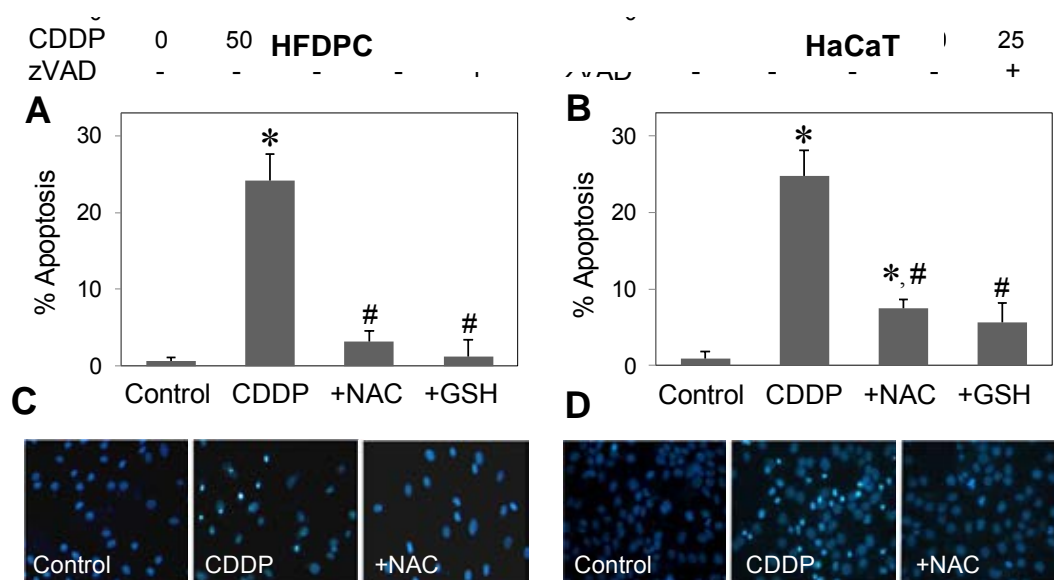 CDDP 0 50 HFDPC HaCaT 25
zVAD - - - - - - - - +
A B
30 * 30 *
% Apoptosis 20 % Apoptosis 20
10 # # 10 *,# #
0 0
Control CDDP +NAC +GSH Control CDDP +NAC +GSH
C D
Control CDDP +NAC Control CDDP +NAC